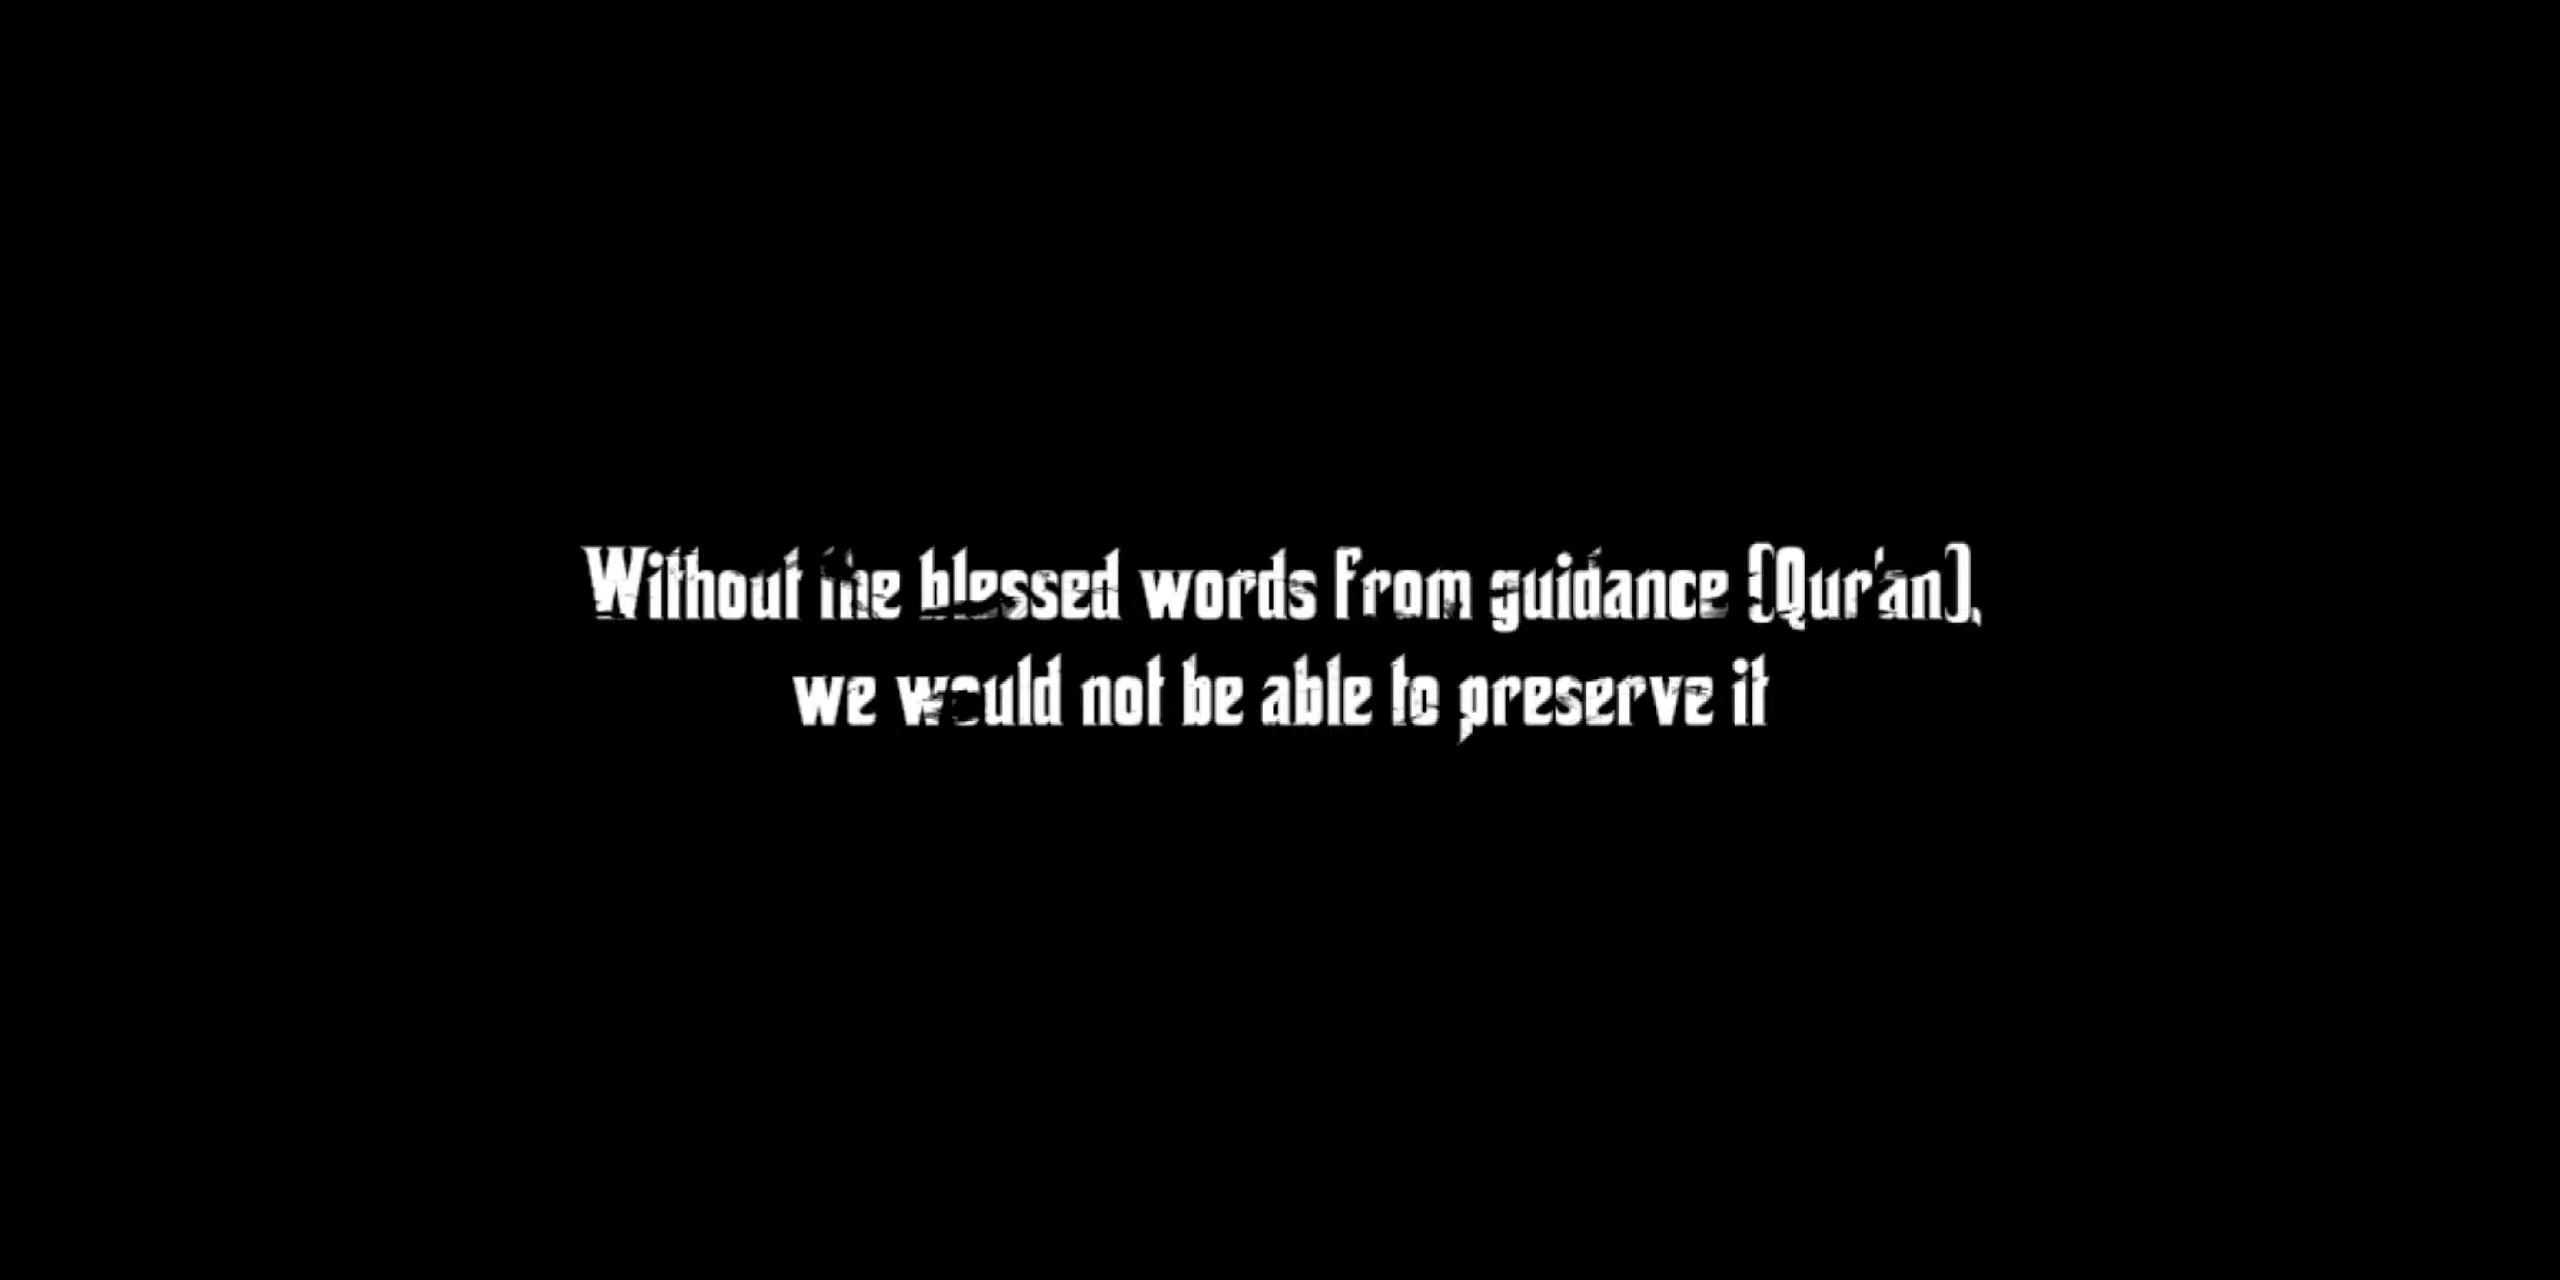 Without the blessed words from guidance (Qur'an),
we would not be able to preserve it